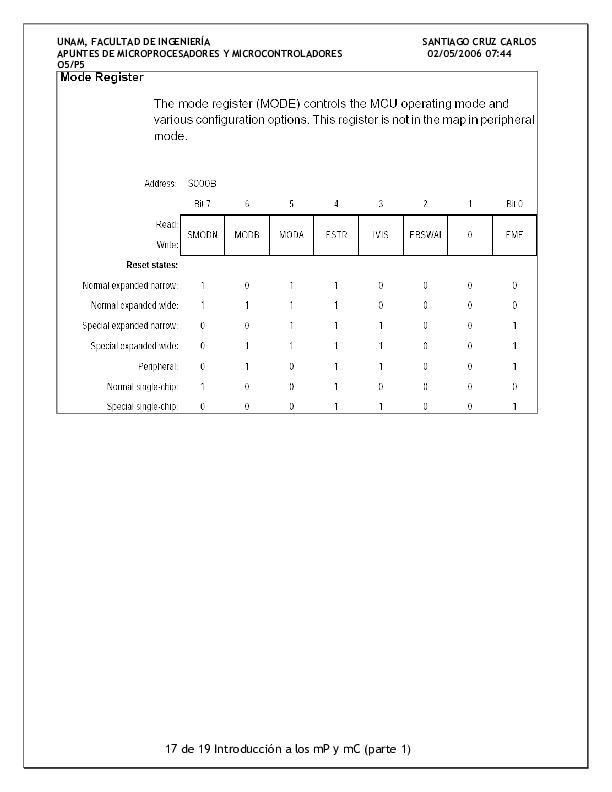 UNAM, FACULTAD DE INGENIERÍA SANTIAGO CRUZ CARLOS
APUNTES DE MICROPROCESADORES Y MICROCONTROLADORES 02/05/2006 07:44
O5/P5
Mode Register
The mode register (MODE) controls the MCU operating mode and
various configuration options. This register is not in the map in peripheral
mode.
Address: $000B
Bit 7 6 5 4 3 2 1 Bit 0
Read:
SMODN MODB MODA ESTR IVIS EBSWAI 0 EME
Write:
Reset states:
Normal expanded narrow: 1 0 1 1 0 0 0 0
Normal expanded wide: 1 1 1 1 0 0 0 0
Special expanded narrow: 0 0 1 1 1 0 0 1
Special expanded wide: 0 1 1 1 1 0 0 1
Peripheral: 0 1 0 1 1 0 0 1
Normal single-chip: 1 0 0 1 0 0 0 0
Special single-chip: 0 0 0 1 1 0 0 1
17 de 19 Introducción a los mP y mC (parte 1)